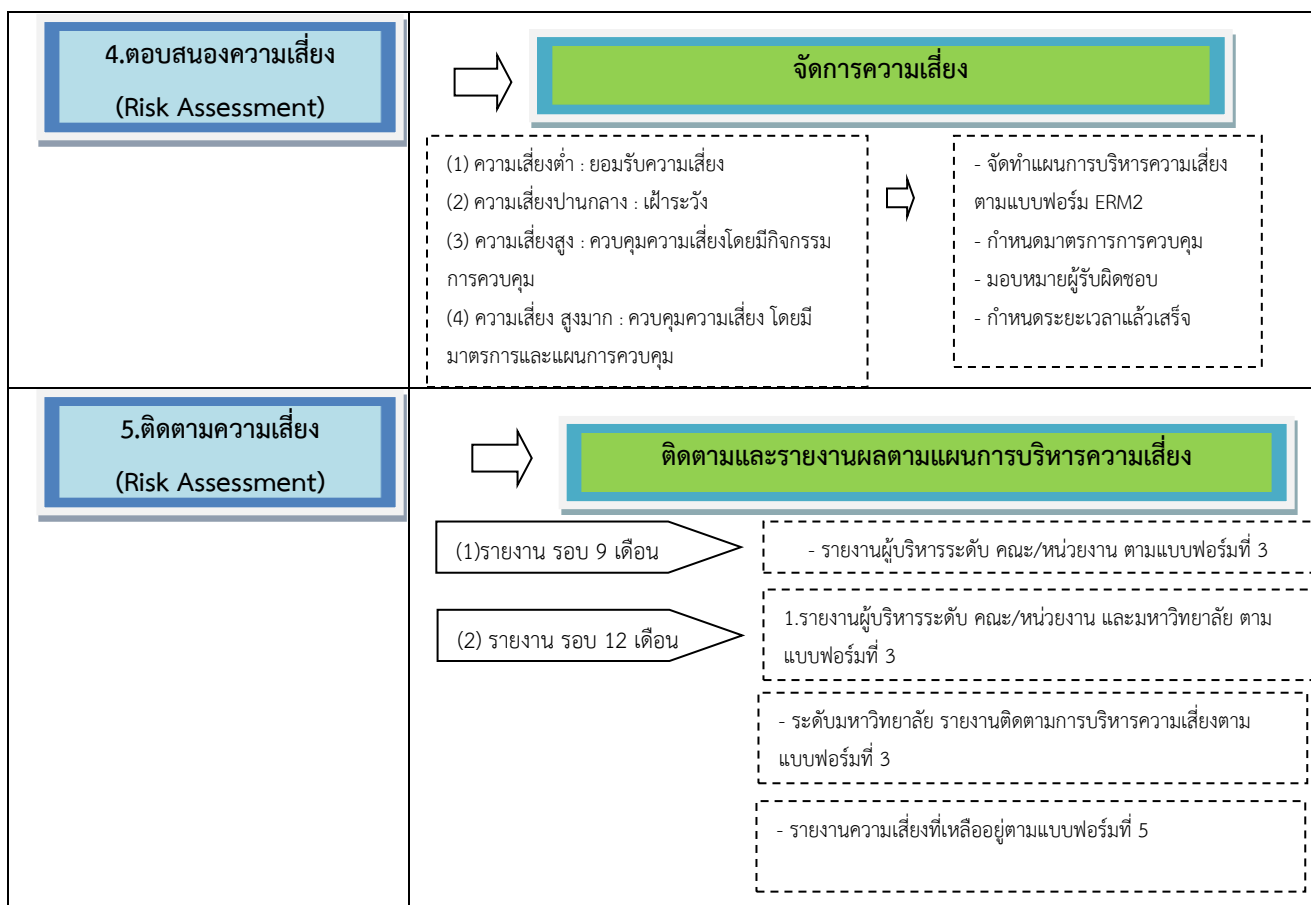 4.ตอบสนองความเสี่ยง
(Risk Assessment)
จัดการความเสี่ยง
(1) ความเสี่ยงต่ำ : ยอมรับความเสี่ยง
(2) ความเสี่ยงปานกลาง : เฝ้าระวัง
(3) ความเสี่ยงสูง : ควบคุมความเสี่ยงโดยมีกิจกรรม
การควบคุม
(4) ความเสี่ยง สูงมาก : ควบคุมความเสี่ยง โดยมี
มาตรการและแผนการควบคุม
- จัดทำแผนการบริหารความเสี่ยง
ตามแบบฟอร์ม ERM2
- กำหนดมาตรการการควบคุม
- มอบหมายผู้รับผิดชอบ
- กำหนดระยะเวลาแล้วเสร็จ
5.ติดตามความเสี่ยง
(Risk Assessment)
ติดตามและรายงานผลตามแผนการบริหารความเสี่ยง
(1)รายงาน รอบ 9 เดือน
- รายงานผู้บริหารระดับ คณะ/หน่วยงาน ตามแบบฟอร์มที่ 3
(2) รายงาน รอบ 12 เดือน
1.รายงานผู้บริหารระดับ คณะ/หน่วยงาน และมหาวิทยาลัย ตาม
แบบฟอร์มที่ 3
- ระดับมหาวิทยาลัย รายงานติดตามการบริหารความเสี่ยงตาม
แบบฟอร์มที่ 3
- รายงานความเสี่ยงที่เหลืออยู่ตามแบบฟอร์มที่ 5